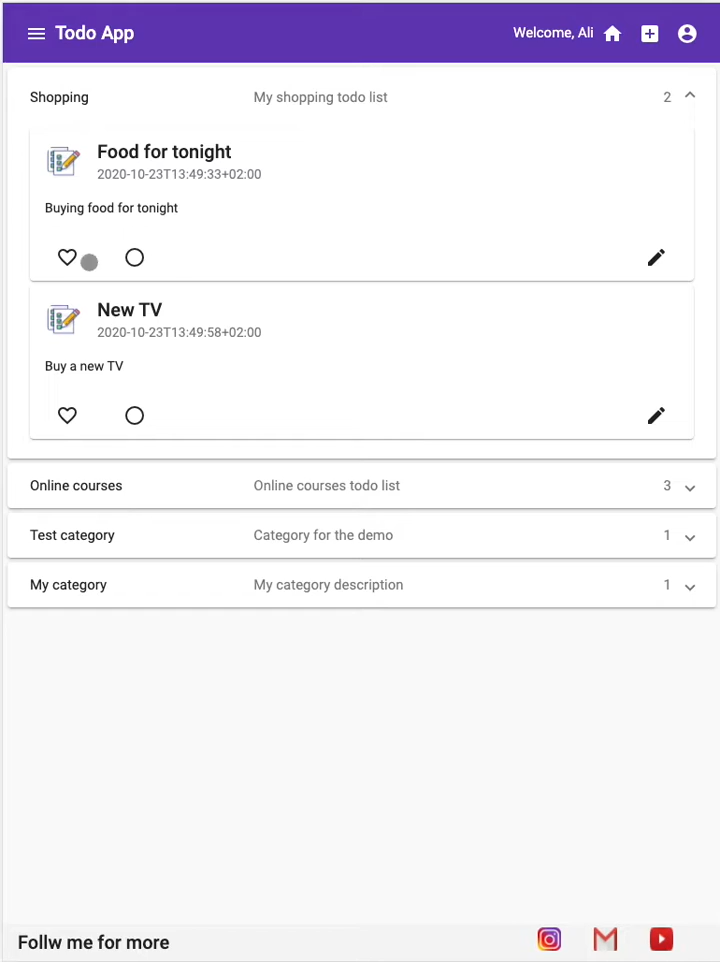 Todo App
Welcome, Ali
Shopping
My shopping todo list
2
Food for tonight
2020-10-23T13:49:33+02:00
Buying food for tonight
New TV
2020-10-23T13:49:58+02:00
Buy a new TV
Online courses
Online courses todo list
3
Test category
Category for the demo
1
My category
My category description
1
Follw me for more